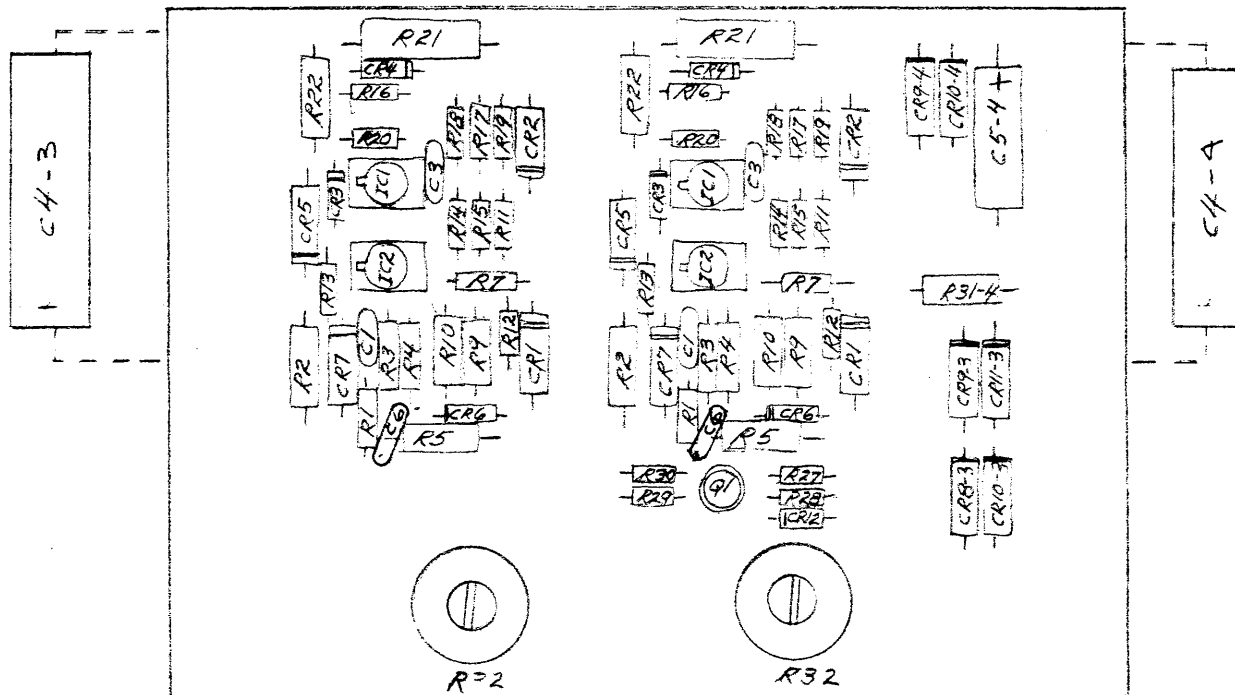 R21
CR4
R16
R22
R20
R18
R17
R19
CR2
IC1
C3
CR3
CR5
R14
R15
R11
IC2
R13
R7
R2
CR7
C1
R3
R4
R10
R9
R12
CR1
R1
C6
CR6
R5
C4-3
+
R21
CR4
R16
R22
R20
R18
R17
R19
CR2
IC1
C3
CR3
CR5
R14
R15
R11
IC2
R13
R7
R2
CR7
C1
R3
R4
R10
R9
R12
CR1
R1
C6
CR6
R5
R30
R29
Q1
R27
R28
CR12
CR9-4
CR10-4
C5-4
+
C4-4
R31-4
CR9-3
CR11-3
CR8-3
CR10-3
R32